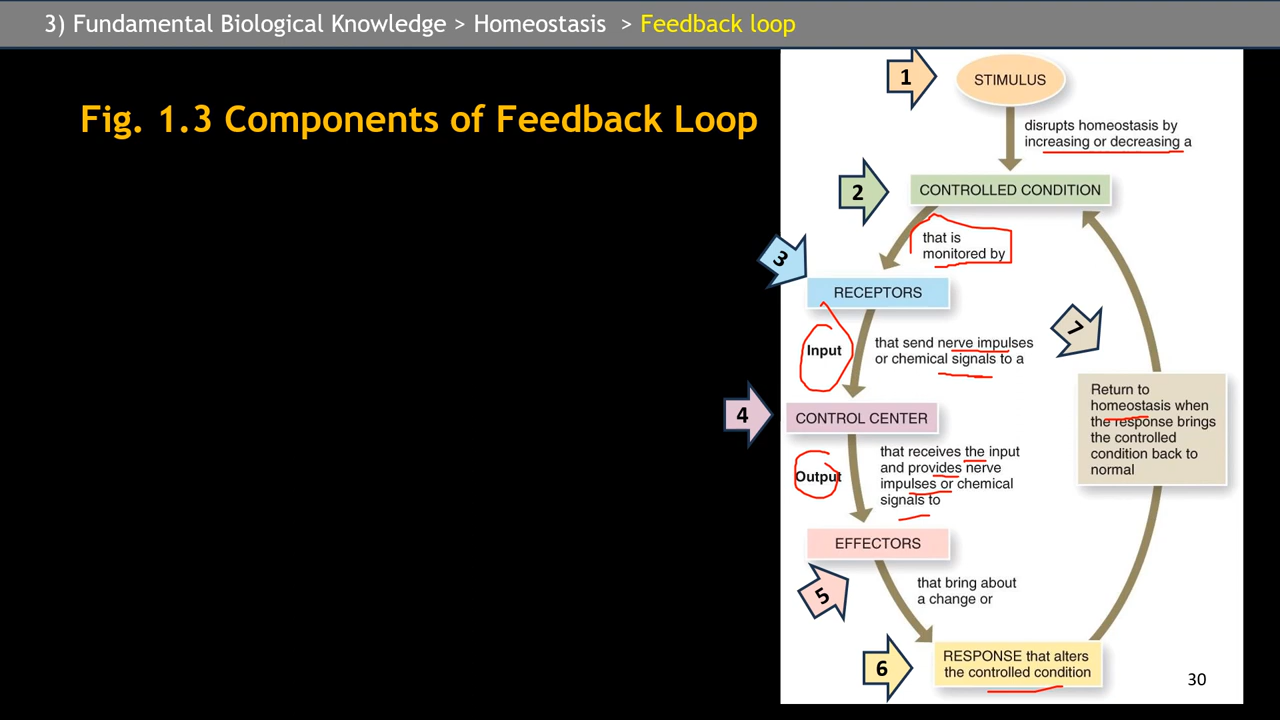 3) Fundamental Biological Knowledge > Homeostasis > Feedback loop
Fig. 1.3 Components of Feedback Loop
1
STIMULUS
disrupts homeostasis by
increasing or decreasing a
2
CONTROLLED CONDITION
that is
monitored by
3
RECEPTORS
Input
that send nerve impulses
or chemical signals to a
4
CONTROL CENTER
Output
that receives the input
and provides nerve
impulses or chemical
signals to
EFFECTORS
5
that bring about
a change or
6
RESPONSE that alters
the controlled condition
7
Return to
homeostasis when
the response brings
the controlled
condition back to
normal
30